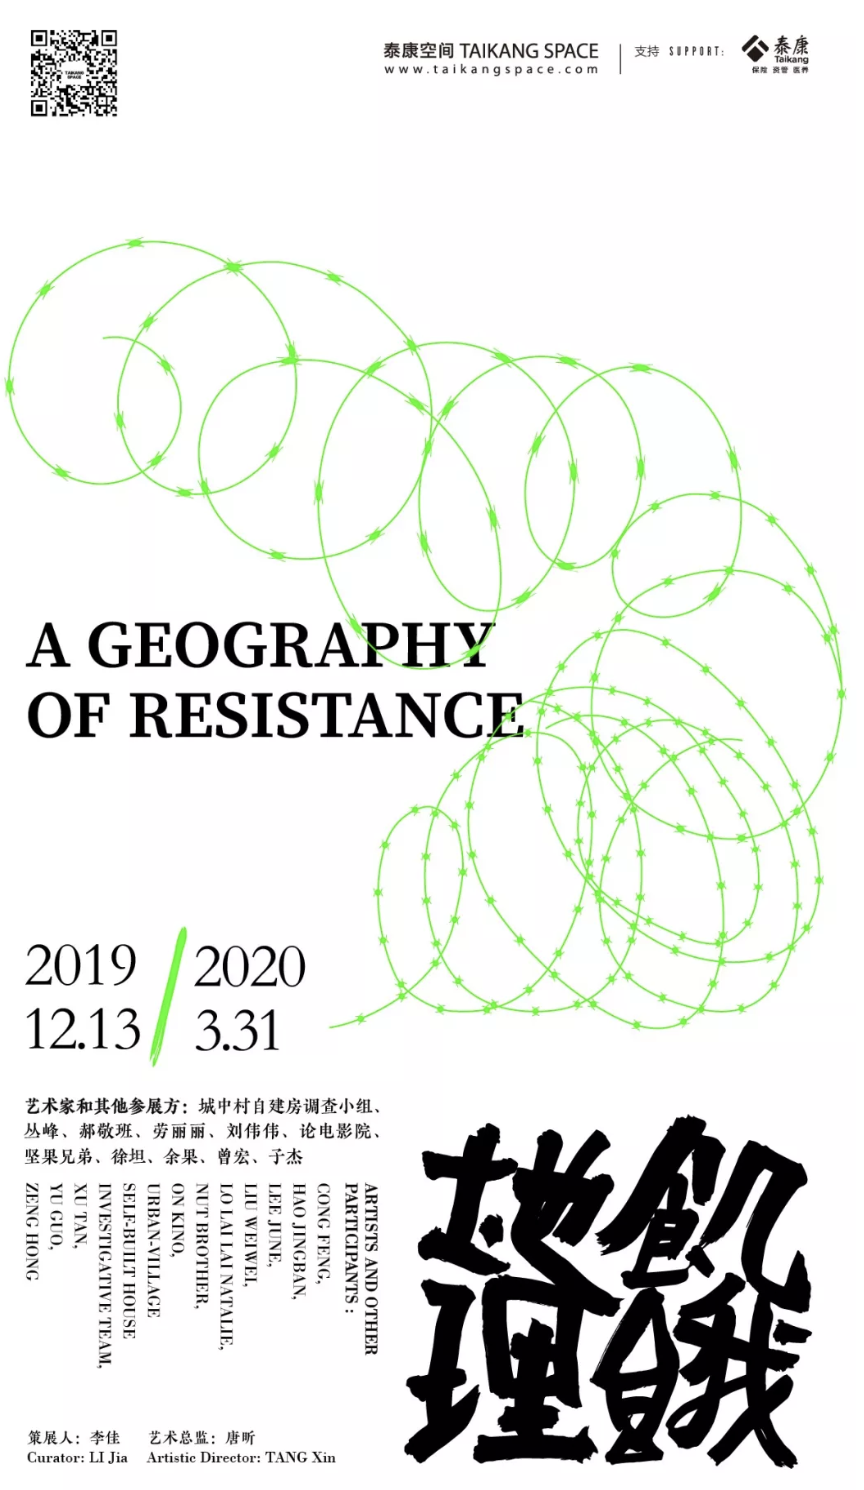 TAIKANG SPACE
泰康空间 TAIKANG SPACE
www.taikangspace.com
支持 SUPPORT:
泰康
Taikang
保险 资管 医养
A GEOGRAPHY
OF RESISTANCE
2019
12.13
2020
3.31
艺术家和其他参展方：城中村自建房调查小组、
丛峰、郝敬班、劳丽丽、刘伟伟、论电影院、
坚果兄弟、徐坦、余果、曾宏、子杰
ARTISTS AND OTHER
PARTICIPANTS :
CONG FENG,
HAO JINGBAN,
LEE JUNE,
LIU WEIWEI,
LO LAI LAI NATALIE,
NUT BROTHER,
ON KINO,
URBAN-VILLAGE
SELF-BUILT HOUSE
INVESTIGATIVE TEAM,
XU TAN,
YU GUO,
ZENG HONG
飢餓
地理
策展人：李佳 艺术总监：唐昕
Curator: LI Jia Artistic Director: TANG Xin